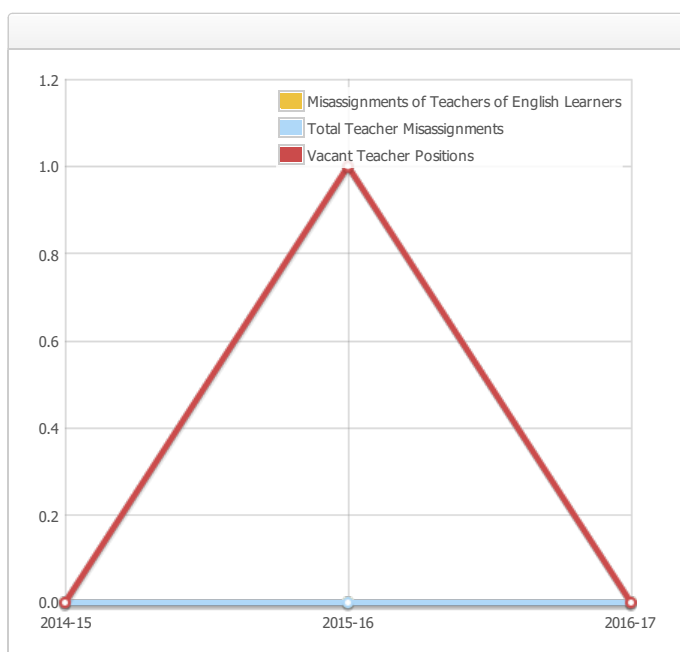 1.2
Misassignments of Teachers of English Learners
Total Teacher Misassignments
Vacant Teacher Positions
1.0
0.8
0.6
0.4
0.2
0.0
2014-15 2015-16 2016-17